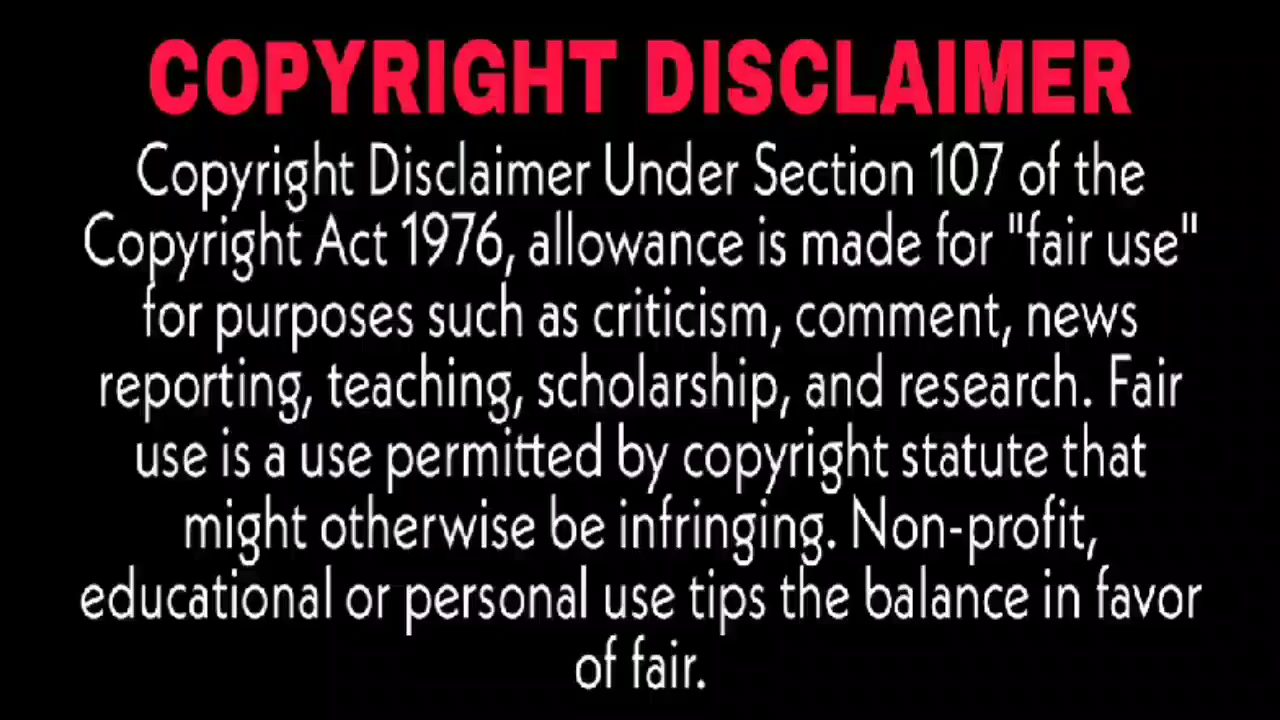 COPYRIGHT DISCLAIMER
Copyright Disclaimer Under Section 107 of the
Copyright Act 1976, allowance is made for "fair use"
for purposes such as criticism, comment, news
reporting, teaching, scholarship, and research. Fair
use is a use permitted by copyright statute that
might otherwise be infringing. Non-profit,
educational or personal use tips the balance in favor
of fair.